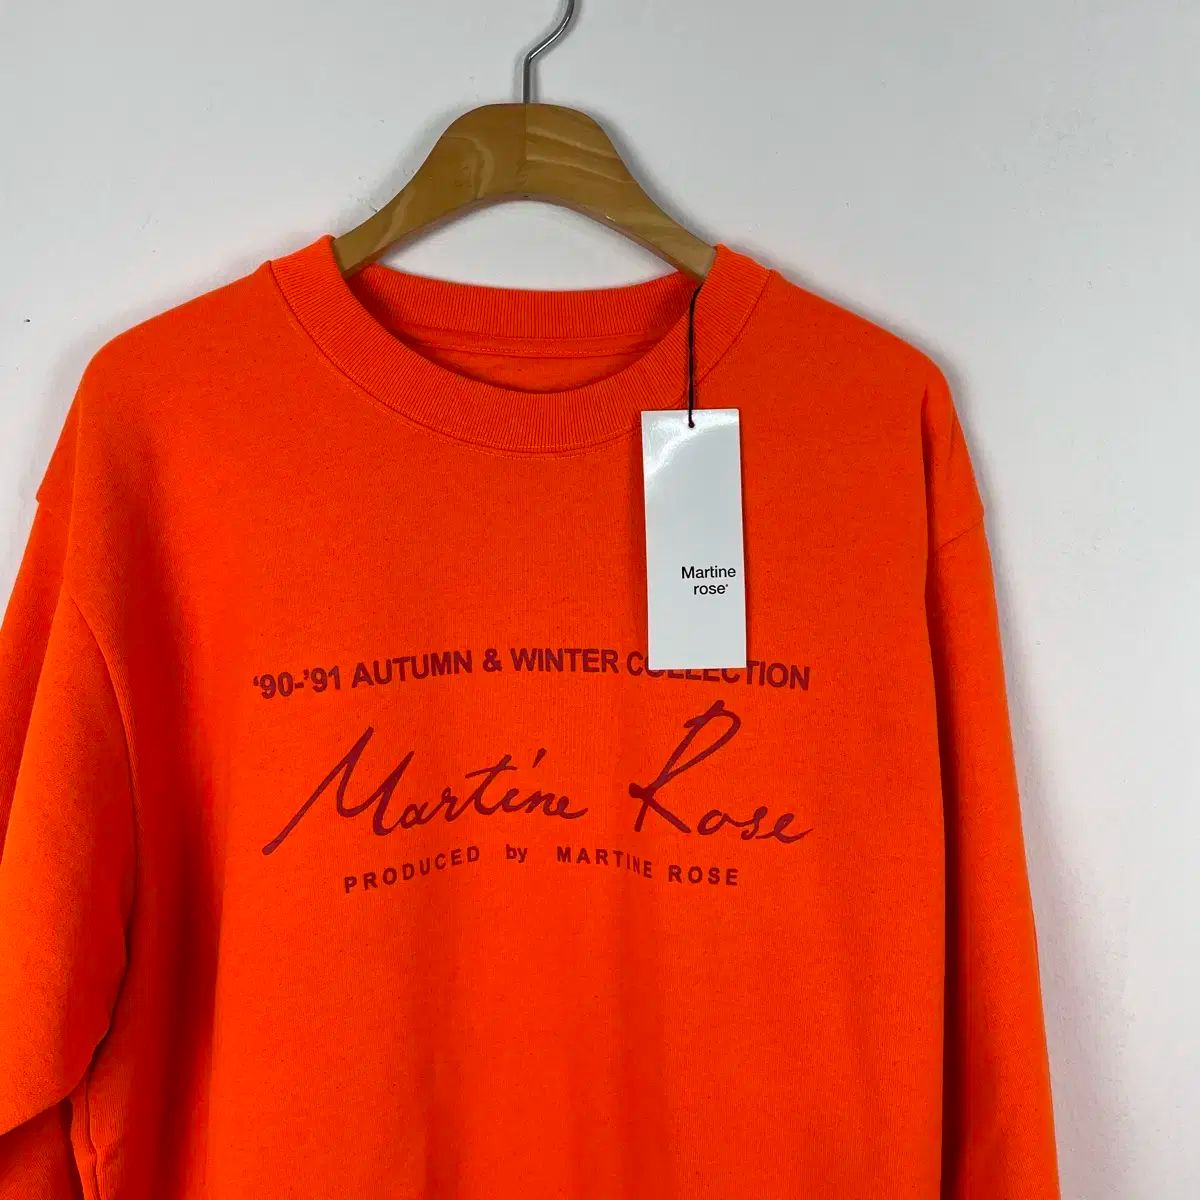 Martine
rose'
‘90-’91 AUTUMN & WINTER COLLECTION
Martine Rose
PRODUCED by MARTINE ROSE